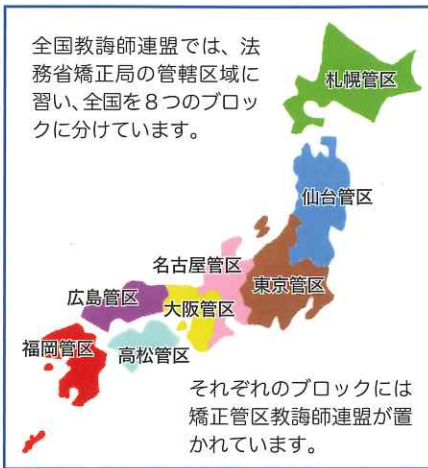 全国教誨師連盟では、法
務省矯正局の管轄区域に
習い、全国を８つのブロッ
クに分けています。
札幌管区
仙台管区
名古屋管区
東京管区
広島管区
大阪管区
福岡管区
高松管区
それぞれのブロックには
矯正管区教誨師連盟が置
かれています。